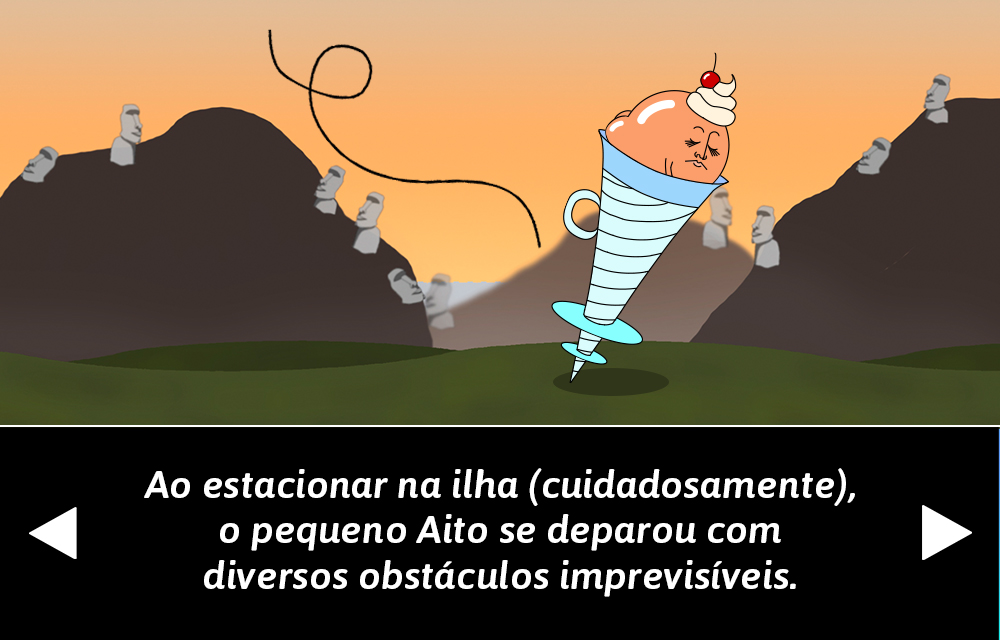 Ao estacionar na ilha (cuidadosamente),
o pequeno Aito se deparou com
diversos obstáculos imprevisíveis.